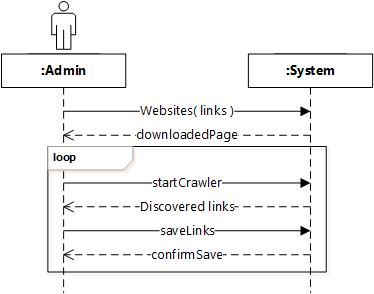 :Admin
:System
Websites( links )
downloadedPage
loop
startCrawler
Discovered links
saveLinks
confirmSave